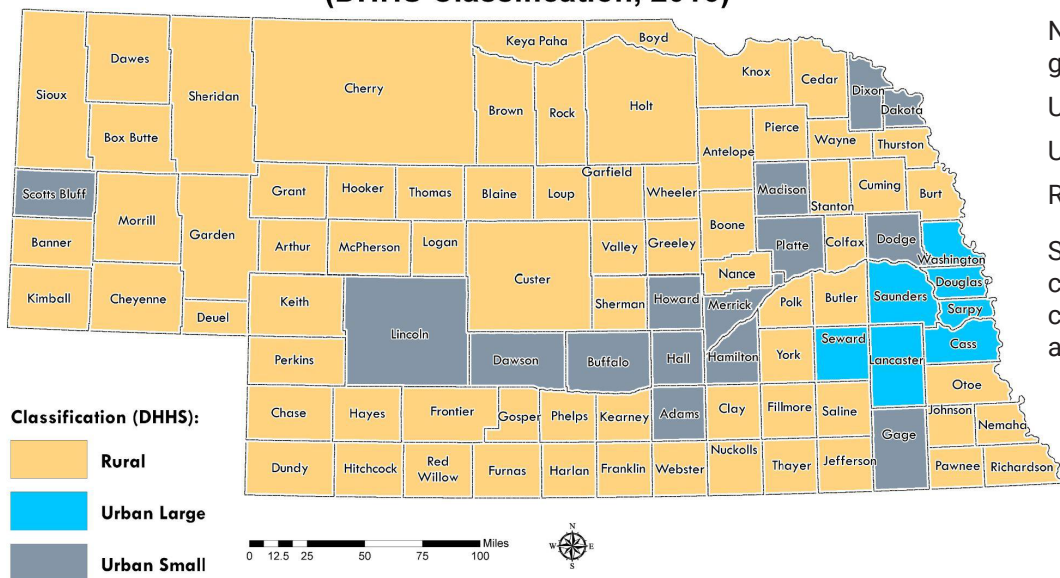 (DHHS Classification,
Keya Paha
Boyd
Dawes
Sioux
Sheridan
Cherry
Knox
Cedar
Dixon
Dakota
Brown
Rock
Holt
Box Butte
Pierce
Wayne
Thurston
Antelope
Scotts Bluff
Grant
Hooker
Thomas
Blaine
Loup
Garfield
Wheeler
Madison
Stanton
Cuming
Burt
Morrill
Garden
Banner
Arthur
McPherson
Logan
Custer
Valley
Greeley
Boone
Platte
Colfax
Dodge
Washington
Kimball
Cheyenne
Deuel
Keith
Lincoln
Sherman
Howard
Nance
Merrick
Polk
Butler
Saunders
Douglas
Sarpy
Perkins
Dawson
Buffalo
Hall
Hamilton
York
Seward
Lancaster
Cass
Otoe
Chase
Hayes
Frontier
Gosper
Phelps
Kearney
Adams
Clay
Fillmore
Saline
Gage
Johnson
Nemaha
Dundy
Hitchcock
Red
Willow
Furnas
Harlan
Franklin
Webster
Nuckolls
Thayer
Jefferson
Pawnee
Richardson
Classification (DHHS):
Rural
Urban Large
Urban Small
0 12.5 25 50 75 100 Miles
N
W E
S
N
g
U
U
R
S
c
c
a